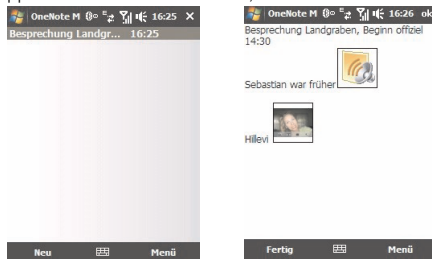 OneNote M 16:25
Besprechung Landgr... 16:25
Neu Menü
OneNote M 16:26 ok
Besprechung Landgraben, Beginn offiziel
14:30
Sebastian war früher
Hillevi
Fertig Menü